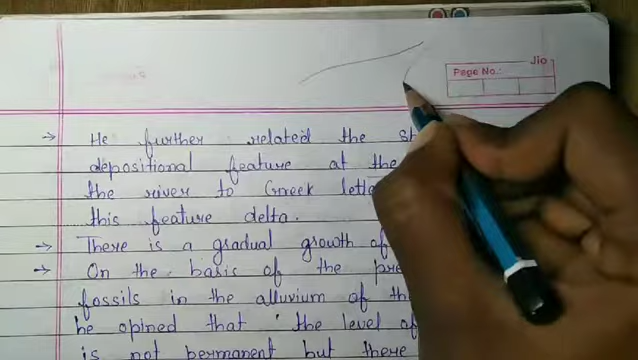 Jio
Page No.:
→ He further related the st
depositional feature at the
the river to Greek
this feature delta.
→ There is a gradual growth of
→ On the basis of the pre
fossils in the alluvium of th
he opined that the level of
is not permanent but there